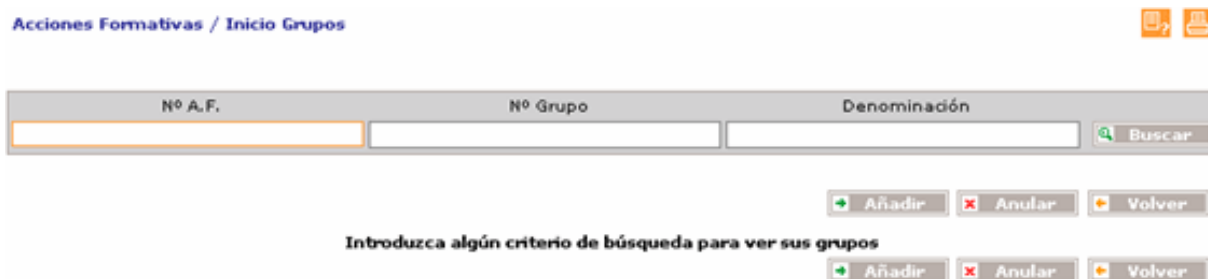 Acciones Formativas / Inicio Grupos
Nº A.F. Nº Grupo Denominación
Buscar
Añadir Anular Volver
Introduzca algún criterio de búsqueda para ver sus grupos
Añadir Anular Volver